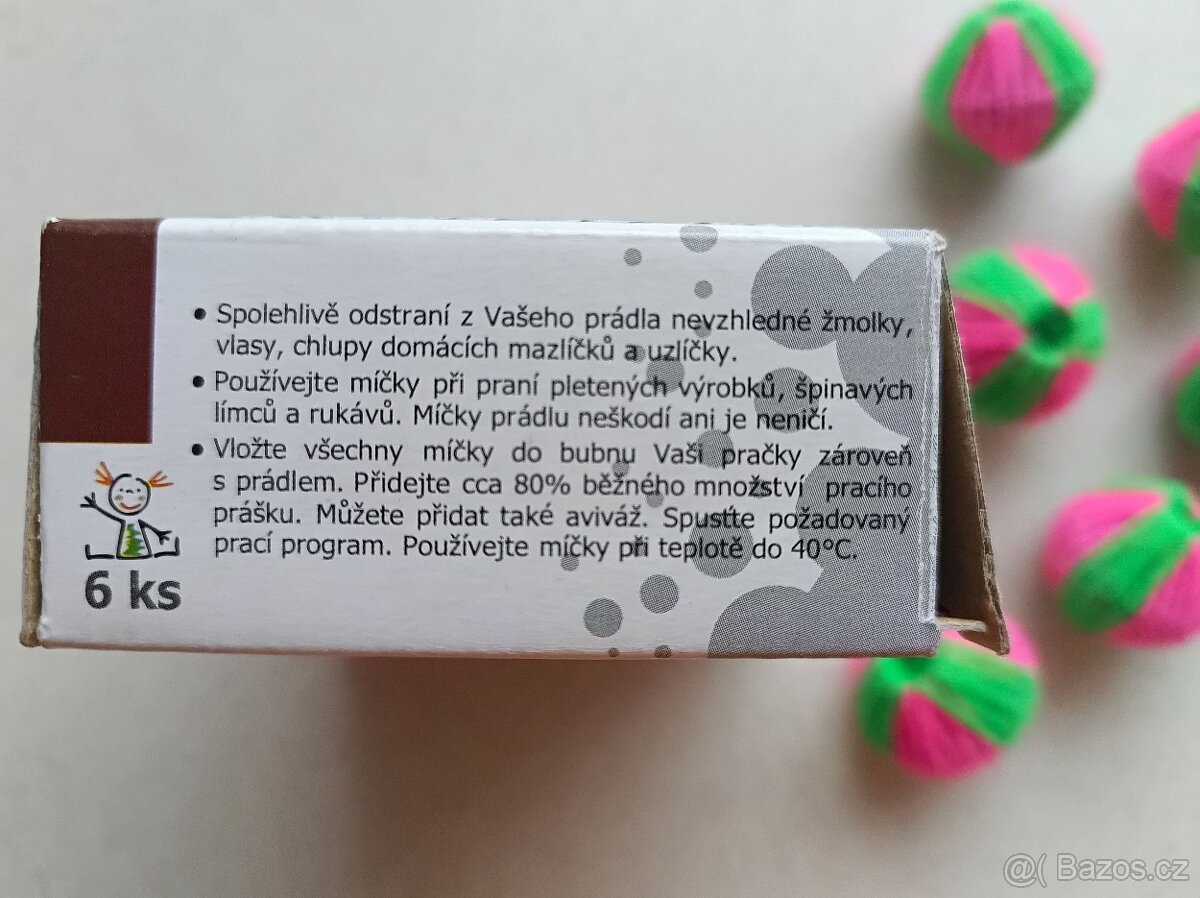 • Spolehlivě odstraní z Vašeho prádla nevzhledné žmolky,
vlasy, chlupy domácích mazlíčků a uzlíčky.
• Používejte míčky při praní pletených výrobků, špinavých
límců a rukávů. Míčky prádlu neškodí ani je neničí.
• Vložte všechny míčky do bubnu Vaší pračky zároveň
s prádlem. Přidejte cca 80% běžného množství pracího
prášku. Můžete přidat také aviváž. Spusťte požadovaný
prací program. Používejte míčky při teplotě do 40°C.
6 ks
@( Bazos.cz